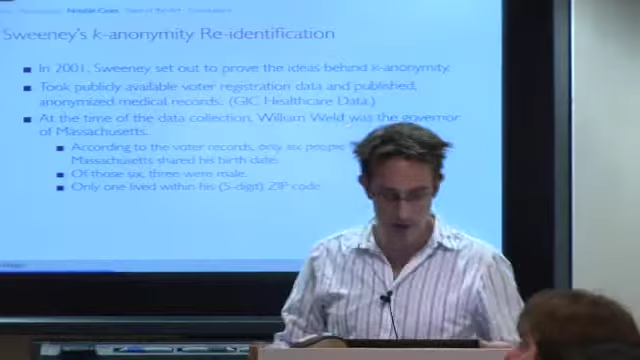 Sweeney's k-anonymity Re-identification
In 2001, Sweeney set out to prove the ideas behind k-anonymity.
Took publicly available voter registration data and published,
anonymized medical records. (GIC Healthcare Data.)
At the time of the data collection, William Weld was the governor
of Massachusetts.
According to the voter records, only six people
Massachusetts shared his birth date.
Of those six, three were male.
Only one lived within his (5-digit) ZIP code.